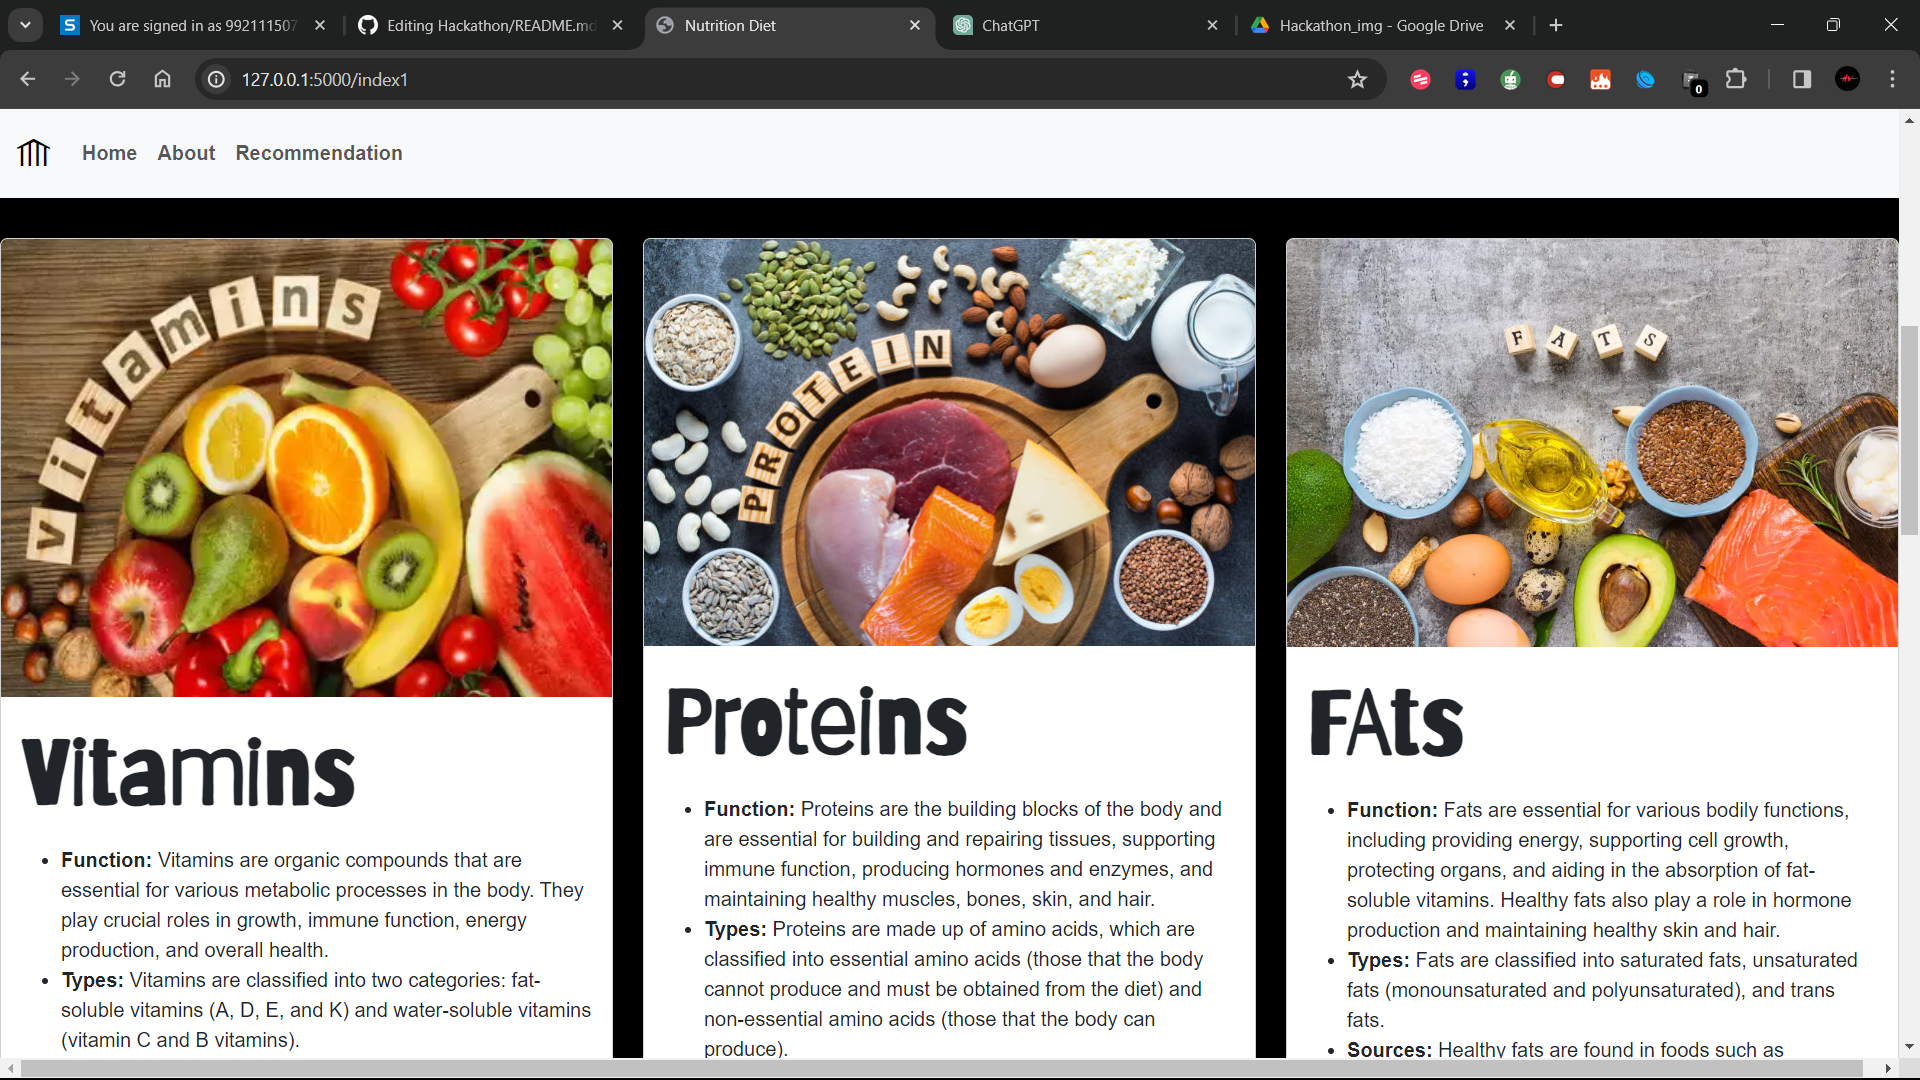 You are signed in as 992111507
Editing Hackathon/README.md
Nutrition Diet
ChatGPT
Hackathon_img - Google Drive
127.0.0.1:5000/index1
0
Home About Recommendation
vitamins
PROTEIN
FATS
Vitamins
Function: Vitamins are organic compounds that are
essential for various metabolic processes in the body. They
play crucial roles in growth, immune function, energy
production, and overall health.
Types: Vitamins are classified into two categories: fat-
soluble vitamins (A, D, E, and K) and water-soluble vitamins
(vitamin C and B vitamins).
Proteins
Function: Proteins are the building blocks of the body and
are essential for building and repairing tissues, supporting
immune function, producing hormones and enzymes, and
maintaining healthy muscles, bones, skin, and hair.
Types: Proteins are made up of amino acids, which are
classified into essential amino acids (those that the body
cannot produce and must be obtained from the diet) and
non-essential amino acids (those that the body can
produce).
FAts
Function: Fats are essential for various bodily functions,
including providing energy, supporting cell growth,
protecting organs, and aiding in the absorption of fat-
soluble vitamins. Healthy fats also play a role in hormone
production and maintaining healthy skin and hair.
Types: Fats are classified into saturated fats, unsaturated
fats (monounsaturated and polyunsaturated), and trans
fats.
Sources: Healthy fats are found in foods such as